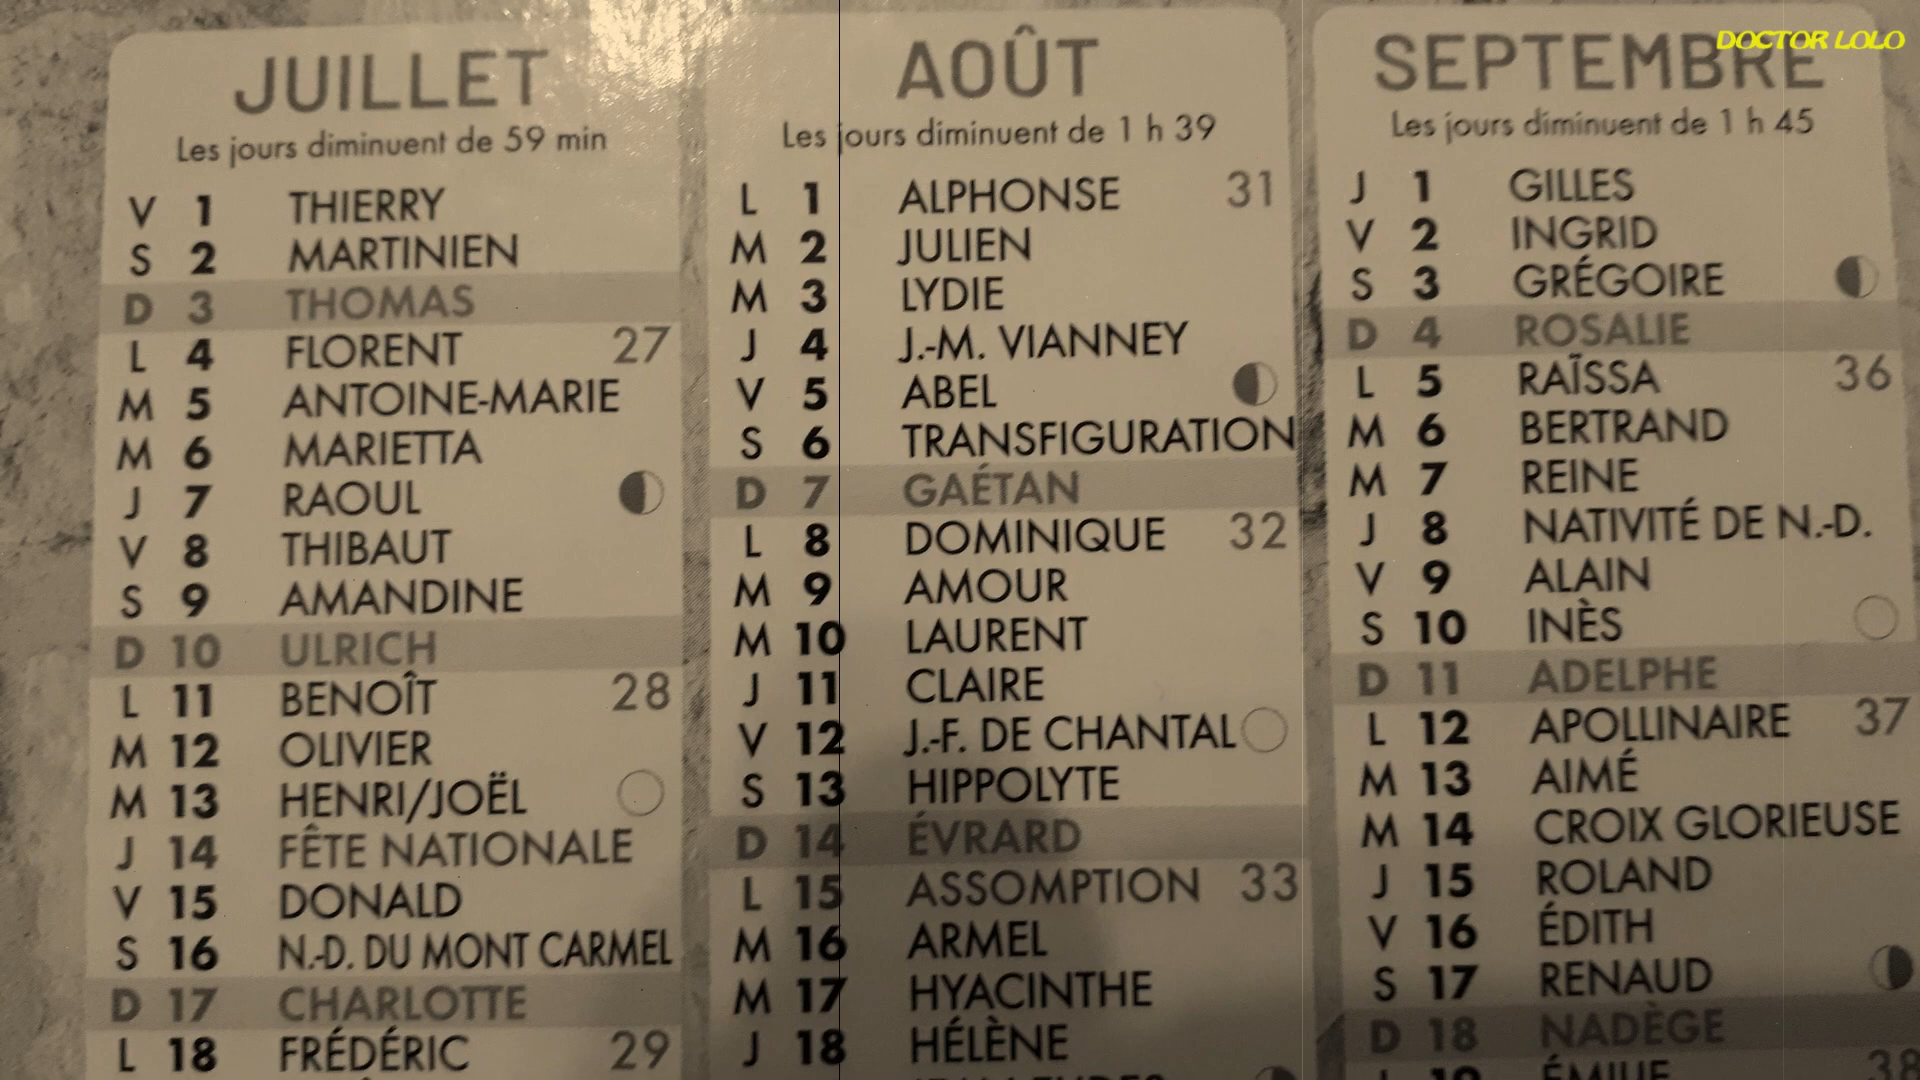 DOCTOR LOLO
JUILLET
Les jours diminuent de 59 min
V 1 THIERRY
S 2 MARTINIEN
D 3 THOMAS
L 4 FLORENT 27
M 5 ANTOINE-MARIE
M 6 MARIETTA
J 7 RAOUL
V 8 THIBAUT
S 9 AMANDINE
D 10 ULRICH
L 11 BENOÎT 28
M 12 OLIVIER
M 13 HENRI/JOËL
J 14 FÊTE NATIONALE
V 15 DONALD
S 16 N.-D. DU MONT CARMEL
D 17 CHARLOTTE
L 18 FRÉDÉRIC 29
AOÛT
Les jours diminuent de 1 h 39
L 1 ALPHONSE 31
M 2 JULIEN
M 3 LYDIE
J 4 J.-M. VIANNEY
V 5 ABEL
S 6 TRANSFIGURATION
D 7 GAÉTAN
L 8 DOMINIQUE 32
M 9 AMOUR
M 10 LAURENT
J 11 CLAIRE
V 12 J.-F. DE CHANTAL
S 13 HIPPOLYTE
D 14 ÉVRARD
L 15 ASSOMPTION 33
M 16 ARMEL
M 17 HYACINTHE
J 18 HÉLÈNE
SEPTEMBRE
Les jours diminuent de 1 h 45
J 1 GILLES
V 2 INGRID
S 3 GRÉGOIRE
D 4 ROSALIE
L 5 RAÏSSA 36
M 6 BERTRAND
M 7 REINE
J 8 NATIVITÉ DE N.-D.
V 9 ALAIN
S 10 INÈS
D 11 ADELPHE
L 12 APOLLINAIRE 37
M 13 AIMÉ
M 14 CROIX GLORIEUSE
J 15 ROLAND
V 16 ÉDITH
S 17 RENAUD
D 18 NADÈGE
L 19 ÉMILIE 38